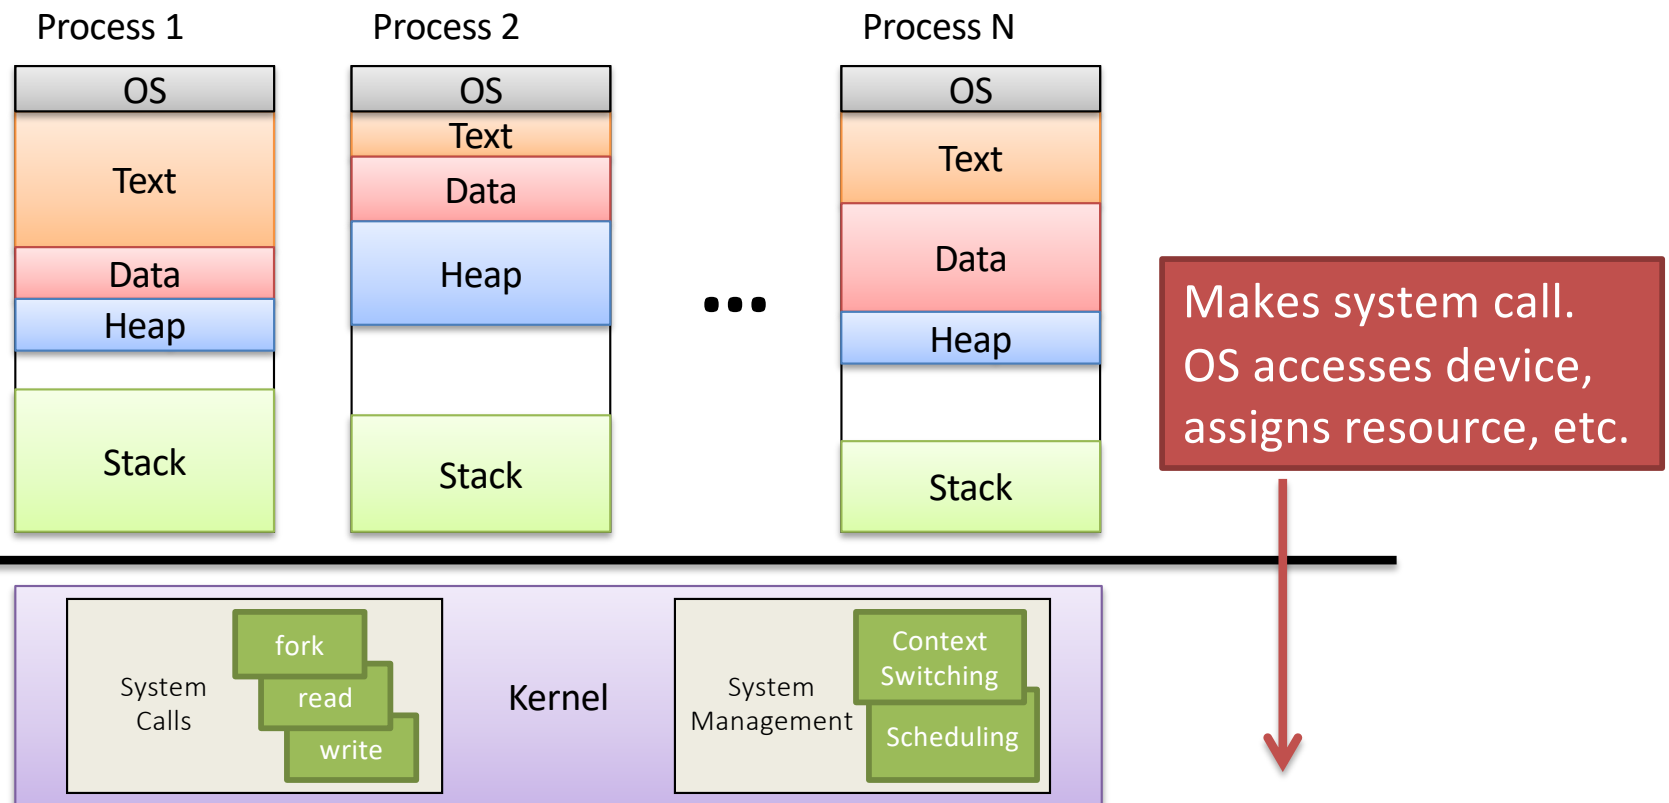 Process 1
Process 2
Process N
OS
Text
Data
Heap
Stack
OS
Text
Data
Heap
Stack
...
OS
Text
Data
Heap
Stack
Makes system call.
OS accesses device,
assigns resource, etc.
System
Calls
fork
read
write
Kernel
System
Management
Context
Switching
Scheduling